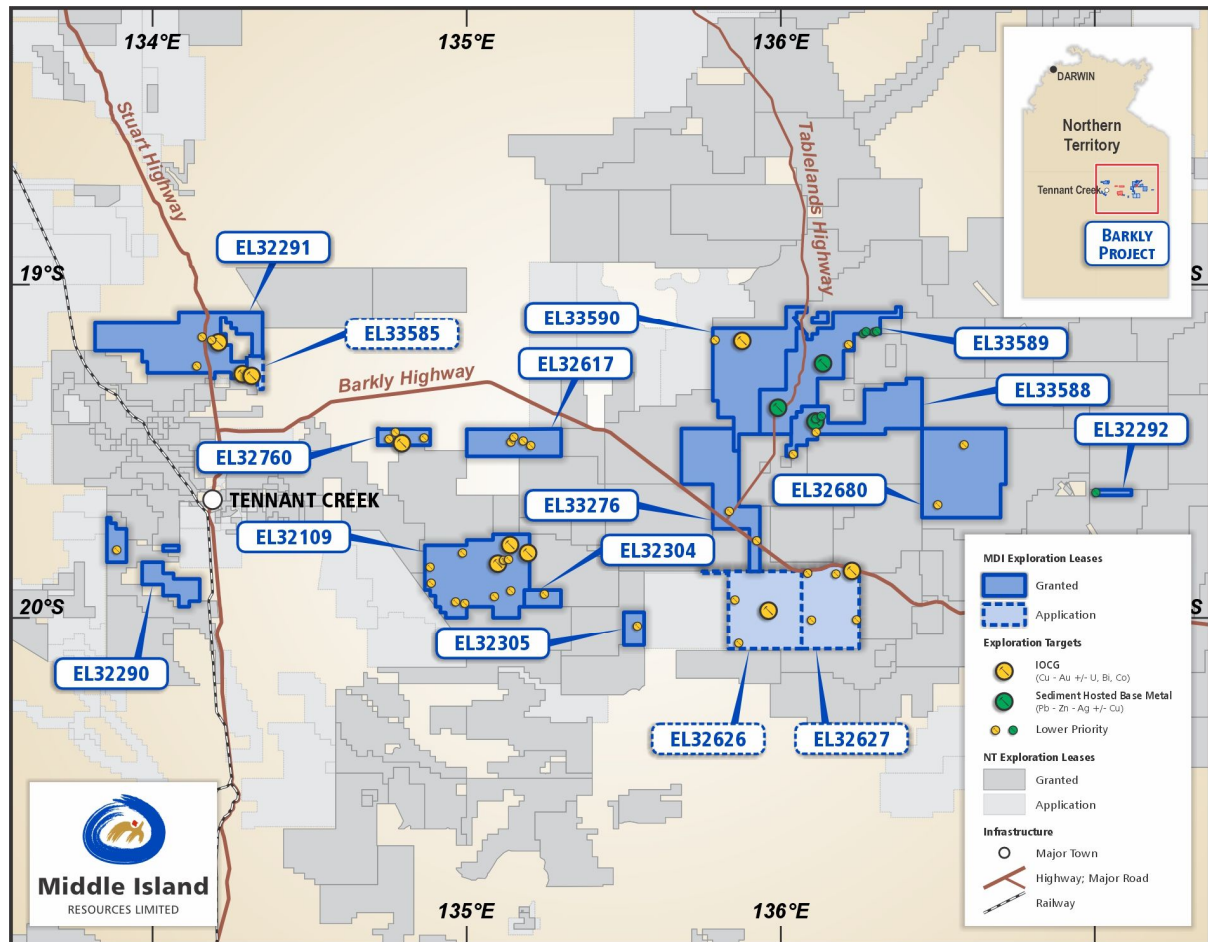 134°E
135°E
136°E
DARWIN
Northern
Territory
Tennant Creek
BARKLY
PROJECT
Stuart Highway
Tablelands Highway
Barkly Highway
19°S
S
EL32291
EL33585
EL33590
EL33589
EL32617
EL33588
EL32292
EL32760
TENNANT CREEK
EL32680
EL33276
EL32109
EL32304
20°S
S
EL32305
EL32290
EL32626
EL32627
MDI Exploration Leases
Granted
Application
Exploration Targets
IOCG
(Cu - Au +/- U, Bi, Co)
Sediment Hosted Base Metal
(Pb - Zn - Ag +/- Cu)
Lower Priority
NT Exploration Leases
Granted
Application
Infrastructure
Major Town
Highway; Major Road
Railway
Middle Island
RESOURCES LIMITED
135°E
136°E